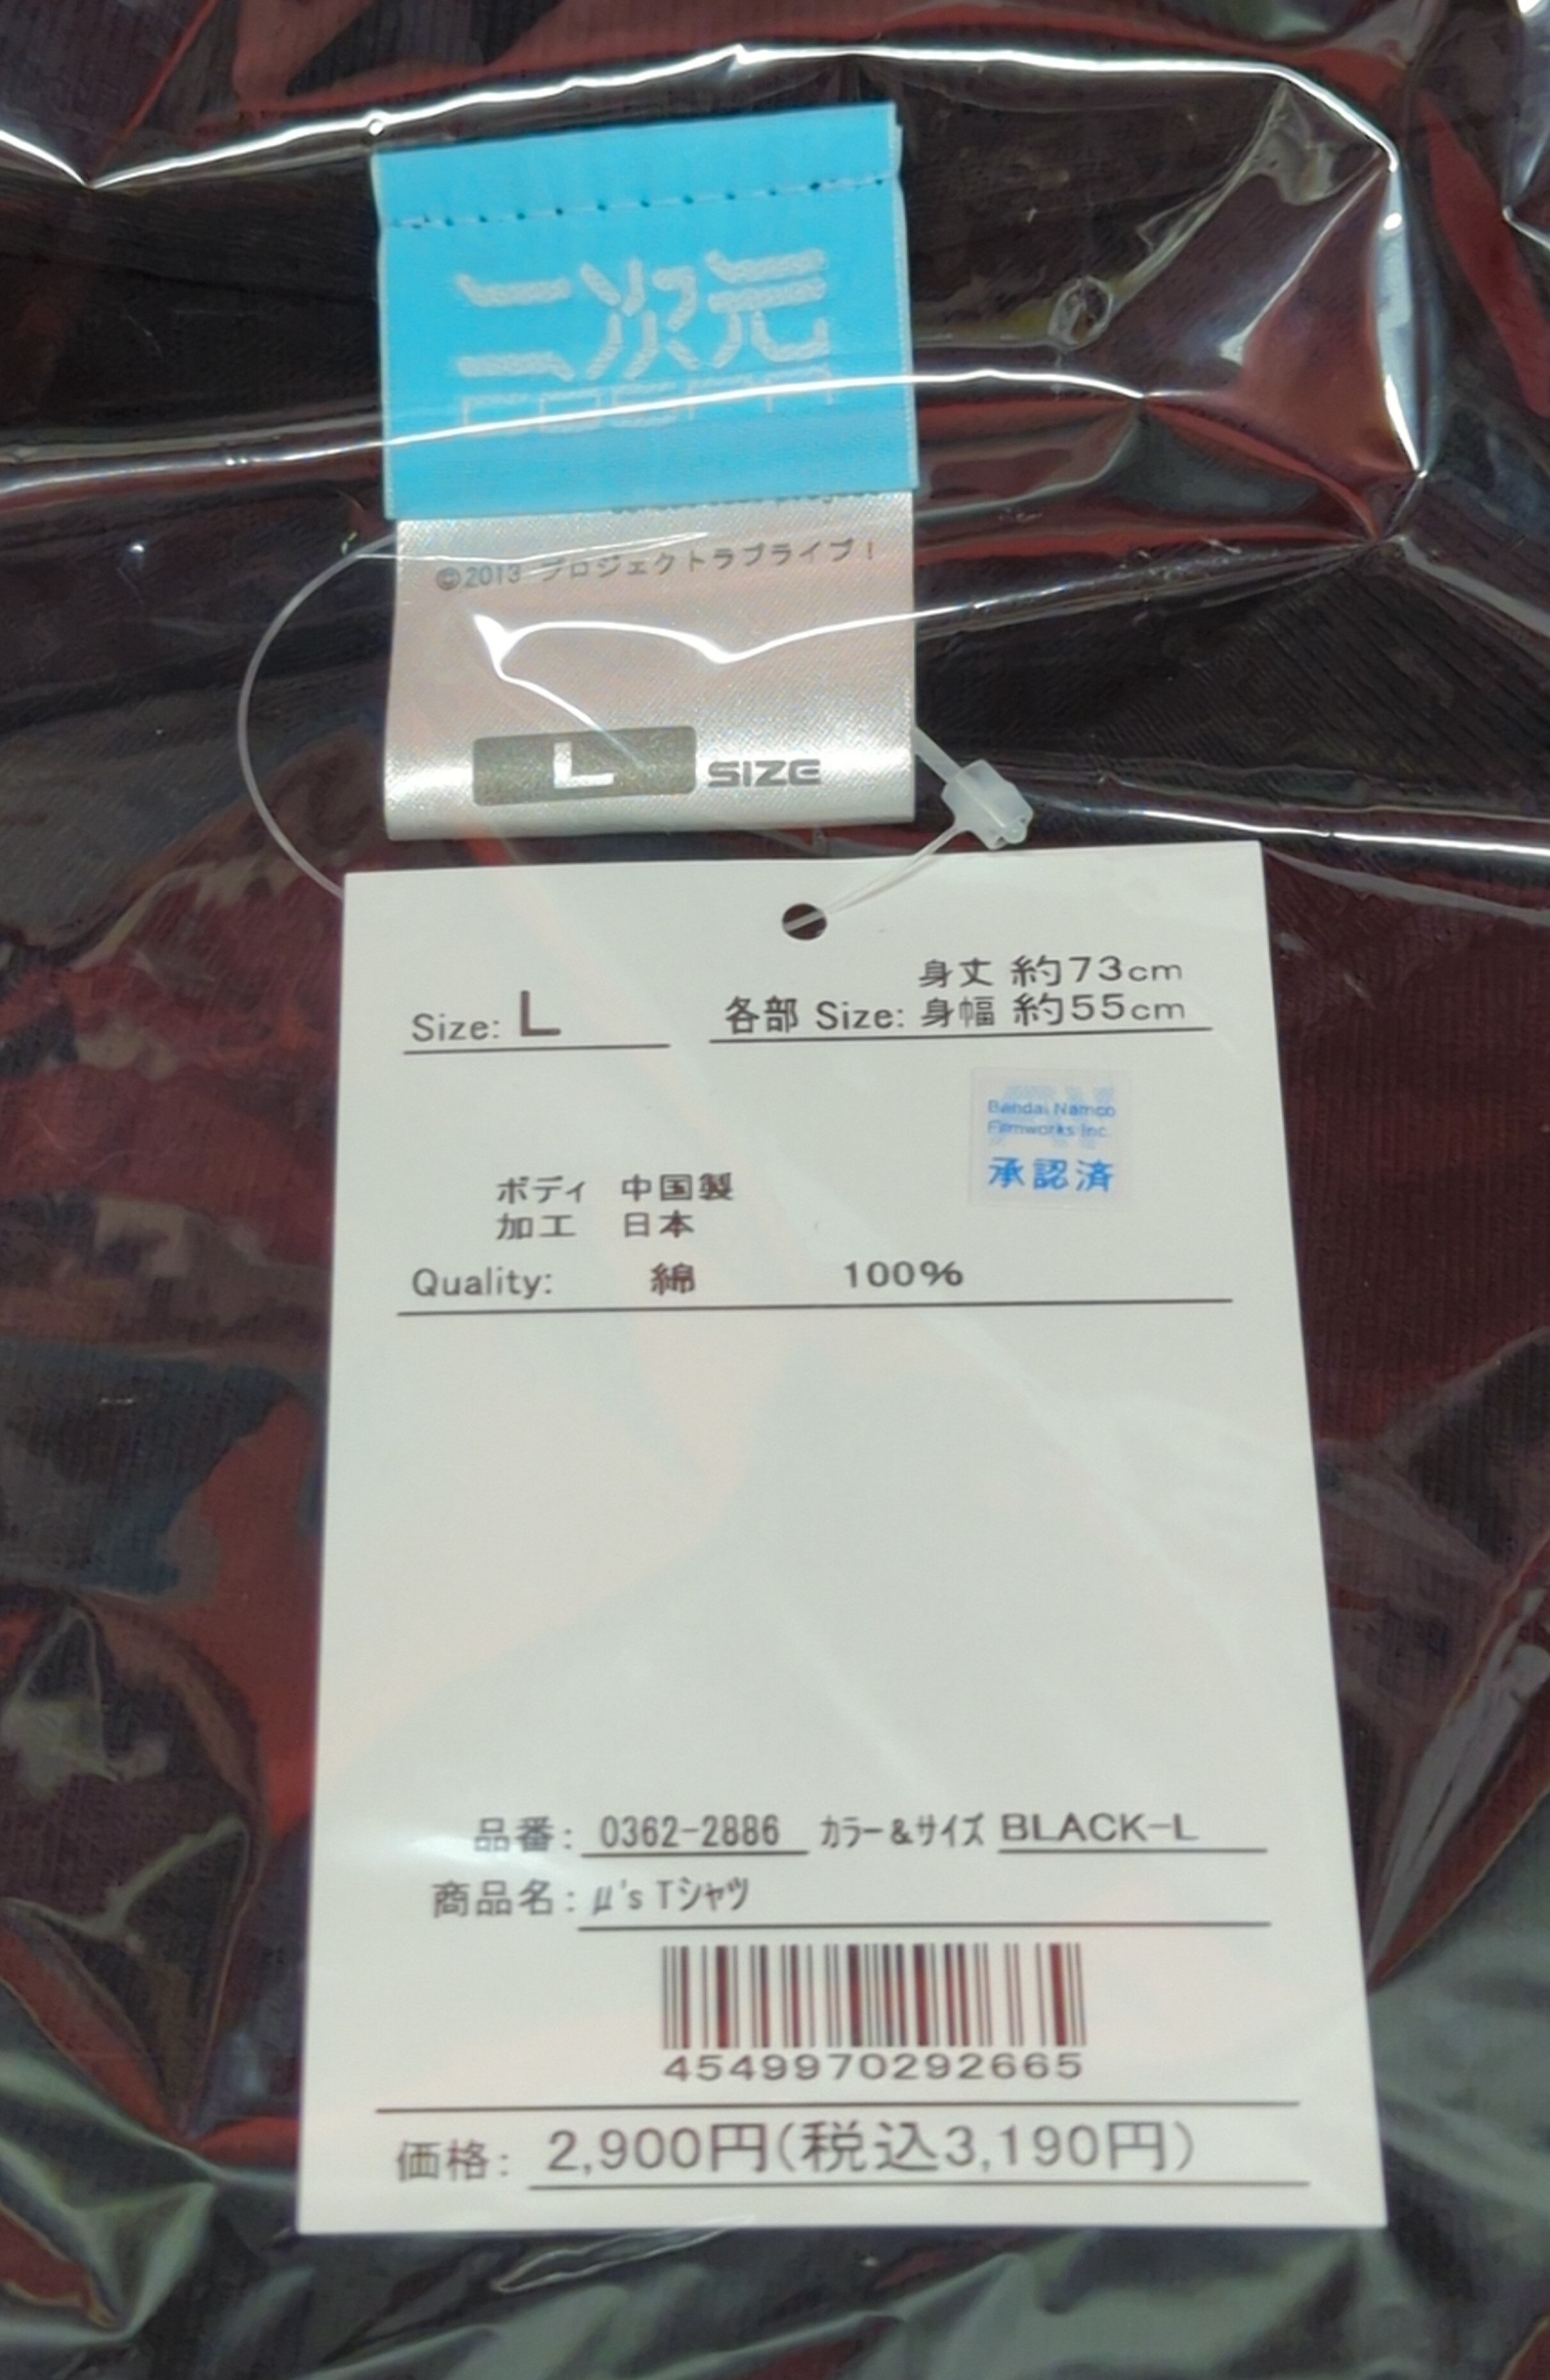 二次元
COSPA
©2013 プロジェクトラブライブ！
L SIZE
身丈 約73cm
Size: L 各部 Size: 身幅 約55cm
Bandai Namco
Filmworks Inc.
承認済
ボディ 中国製
加工 日本
Quality: 綿 100%
品番: 0362-2886 カラー&サイズ BLACK-L
商品名: μ's Tシャツ
4549970292665
価格: 2,900円(税込3,190円)